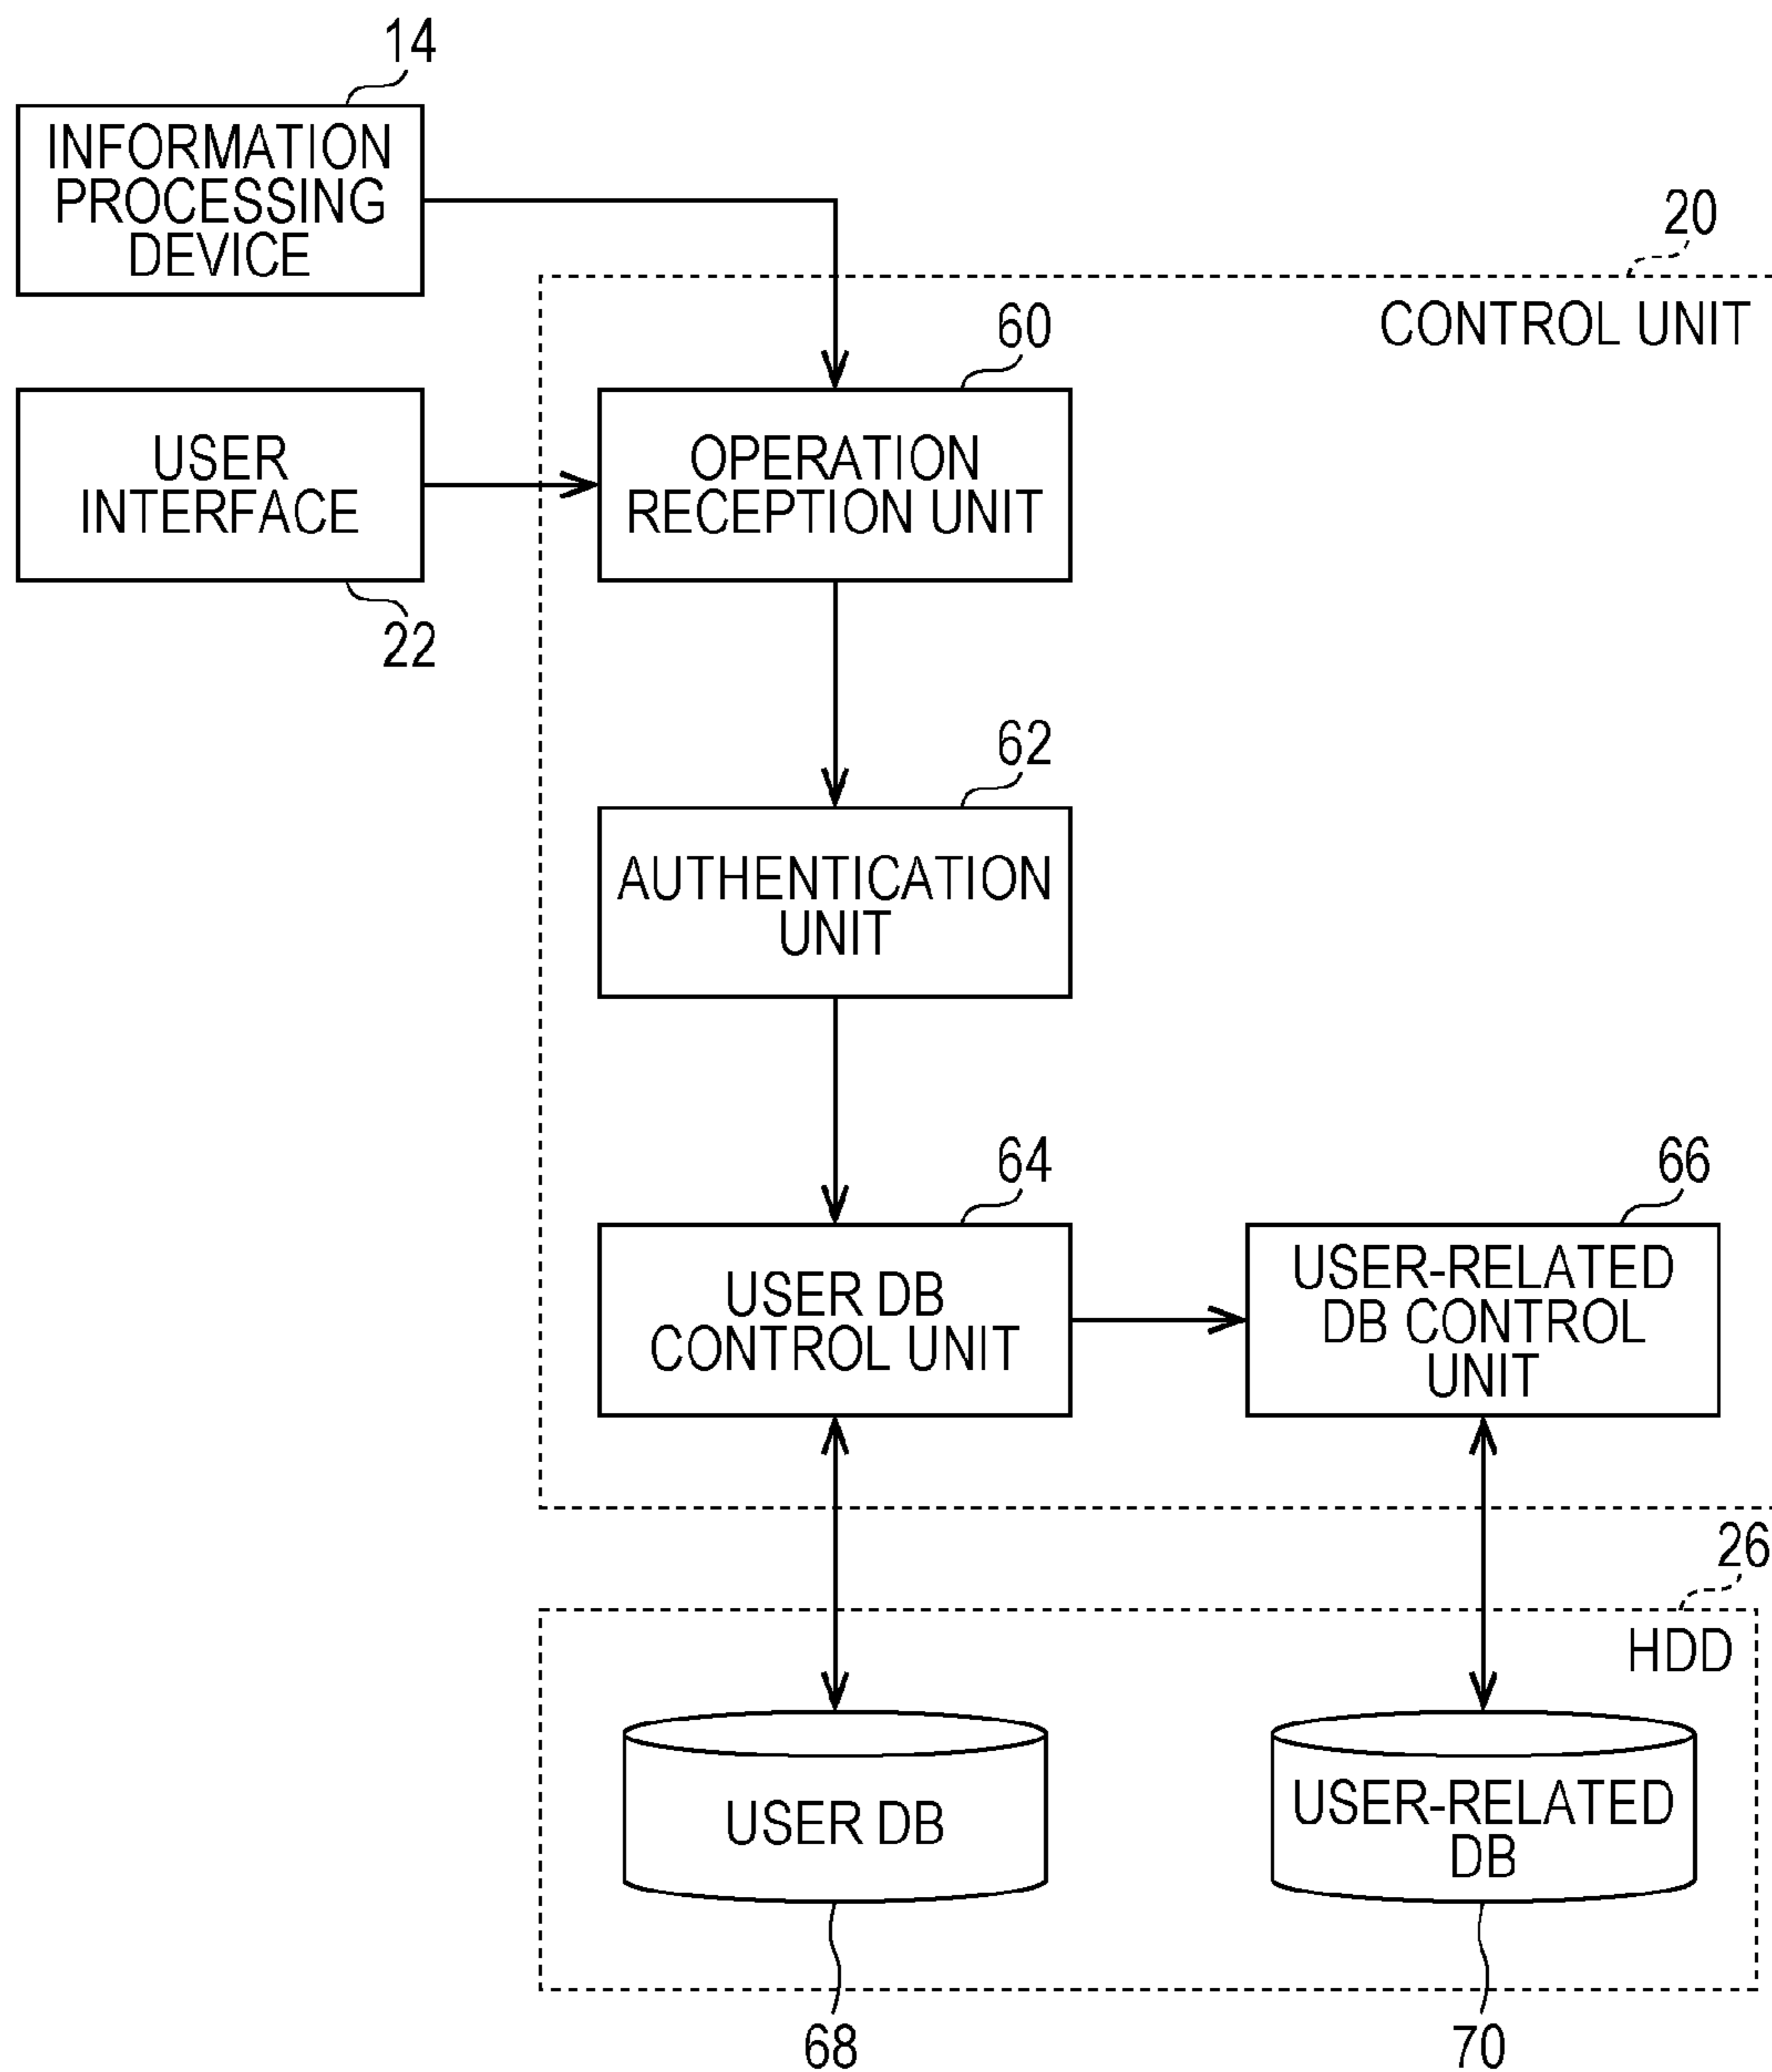 14
INFORMATION
PROCESSING
DEVICE
20
CONTROL UNIT
60
USER
INTERFACE
OPERATION
RECEPTION UNIT
22
62
AUTHENTICATION
UNIT
64
66
USER DB
CONTROL UNIT
USER-RELATED
DB CONTROL
UNIT
26
HDD
USER DB
USER-RELATED
DB
68
70